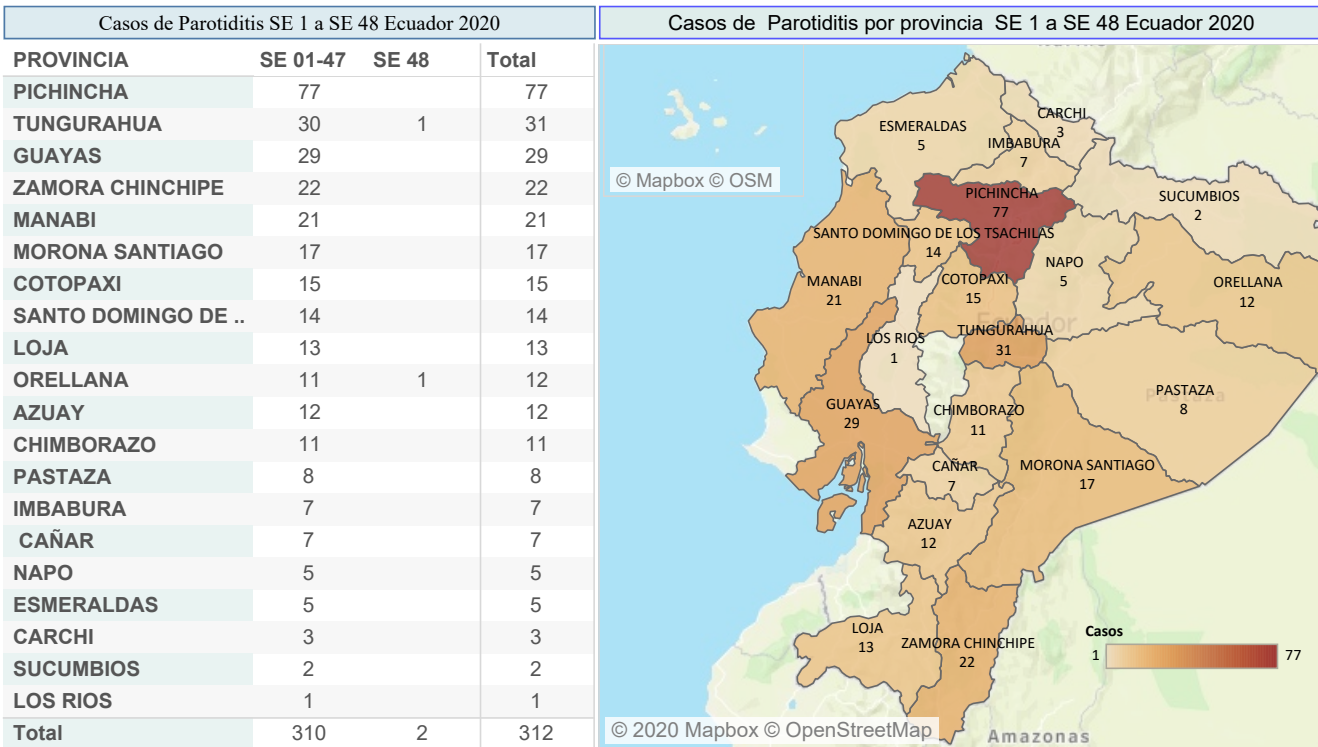 Casos de Parotiditis SE 1 a SE 48 Ecuador 2020
PROVINCIA SE 01-47 SE 48 Total
PICHINCHA 77 77
TUNGURAHUA 30 1 31
GUAYAS 29 29
ZAMORA CHINCHIPE 22 22
MANABI 21 21
MORONA SANTIAGO 17 17
COTOPAXI 15 15
SANTO DOMINGO DE .. 14 14
LOJA 13 13
ORELLANA 11 1 12
AZUAY 12 12
CHIMBORAZO 11 11
PASTAZA 8 8
IMBABURA 7 7
CAÑAR 7 7
NAPO 5 5
ESMERALDAS 5 5
CARCHI 3 3
SUCUMBIOS 2 2
LOS RIOS 1 1
Total 310 2 312
Casos de Parotiditis por provincia SE 1 a SE 48 Ecuador 2020
CARCHI
3
ESMERALDAS
5
IMBABURA
7
© Mapbox © OSM
PICHINCHA
77
SUCUMBIOS
2
SANTO DOMINGO DE LOS TSACHILAS
14
NAPO
5
MANABI
21
COTOPAXI
15
ORELLANA
12
Ecuador
TUNGURAHUA
31
LOS RIOS
1
PASTAZA
8
Pastaza
GUAYAS
29
CHIMBORAZO
11
CAÑAR
7
MORONA SANTIAGO
17
AZUAY
12
LOJA
13
ZAMORA CHINCHIPE
22
Casos
1 77
© 2020 Mapbox © OpenStreetMap
Amazonas